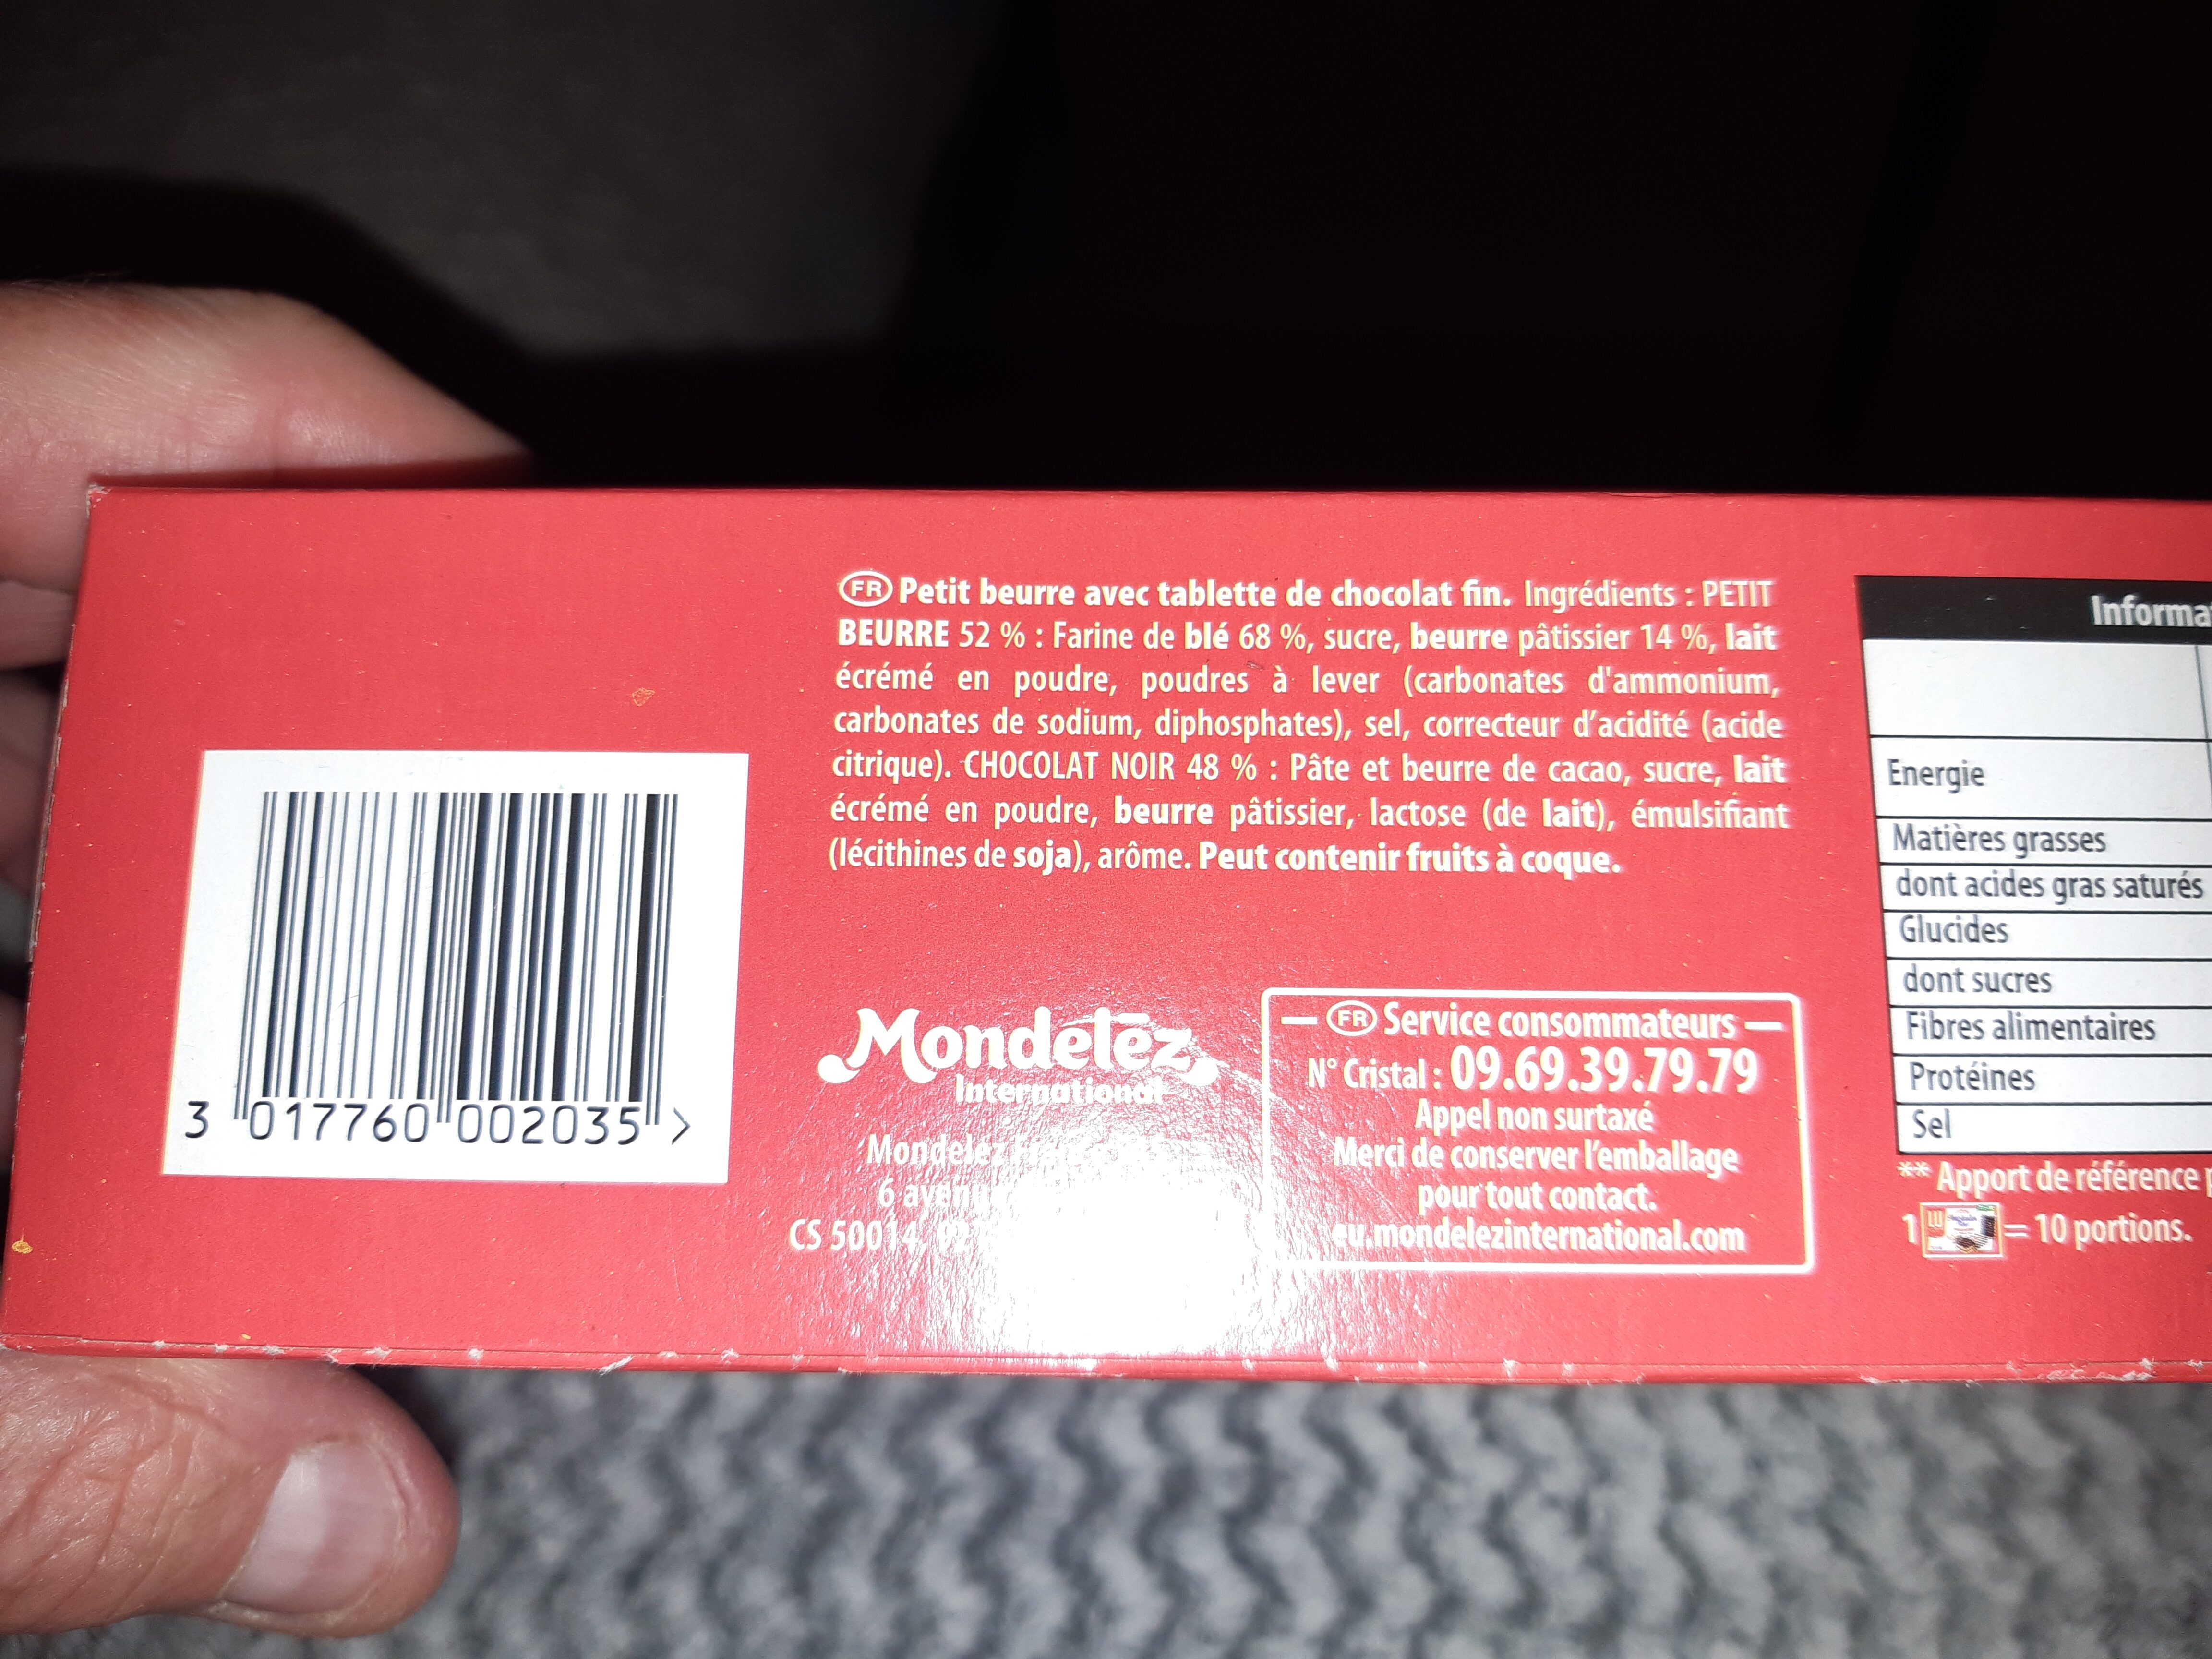 FR Petit beurre avec tablette de chocolat fin. Ingrédients : PETIT
BEURRE 52 % : Farine de blé 68 %, sucre, beurre pâtissier 14 %, lait
écrémé en poudre, poudres à lever (carbonates d'ammonium,
carbonates de sodium, diphosphates), sel, correcteur d'acidité (acide
citrique). CHOCOLAT NOIR 48 % : Pâte et beurre de cacao, sucre, lait
écrémé en poudre, beurre pâtissier, lactose (de lait), émulsifiant
(lécithines de soja), arôme. Peut contenir fruits à coque.
3 017760 002035 >
Mondelēz
International
Mondelez
6
CS 50014,
— FR Service consommateurs —
N° Cristal : 09.69.39.79.79
Appel non surtaxé
Merci de conserver l'emballage
pour tout contact.
eu.mondelezinternational.com
Energie
Matières grasses
dont acides gras saturés
Glucides
dont sucres
Fibres alimentaires
Protéines
Sel
** Apport de référence
1 LU = 10 portions.